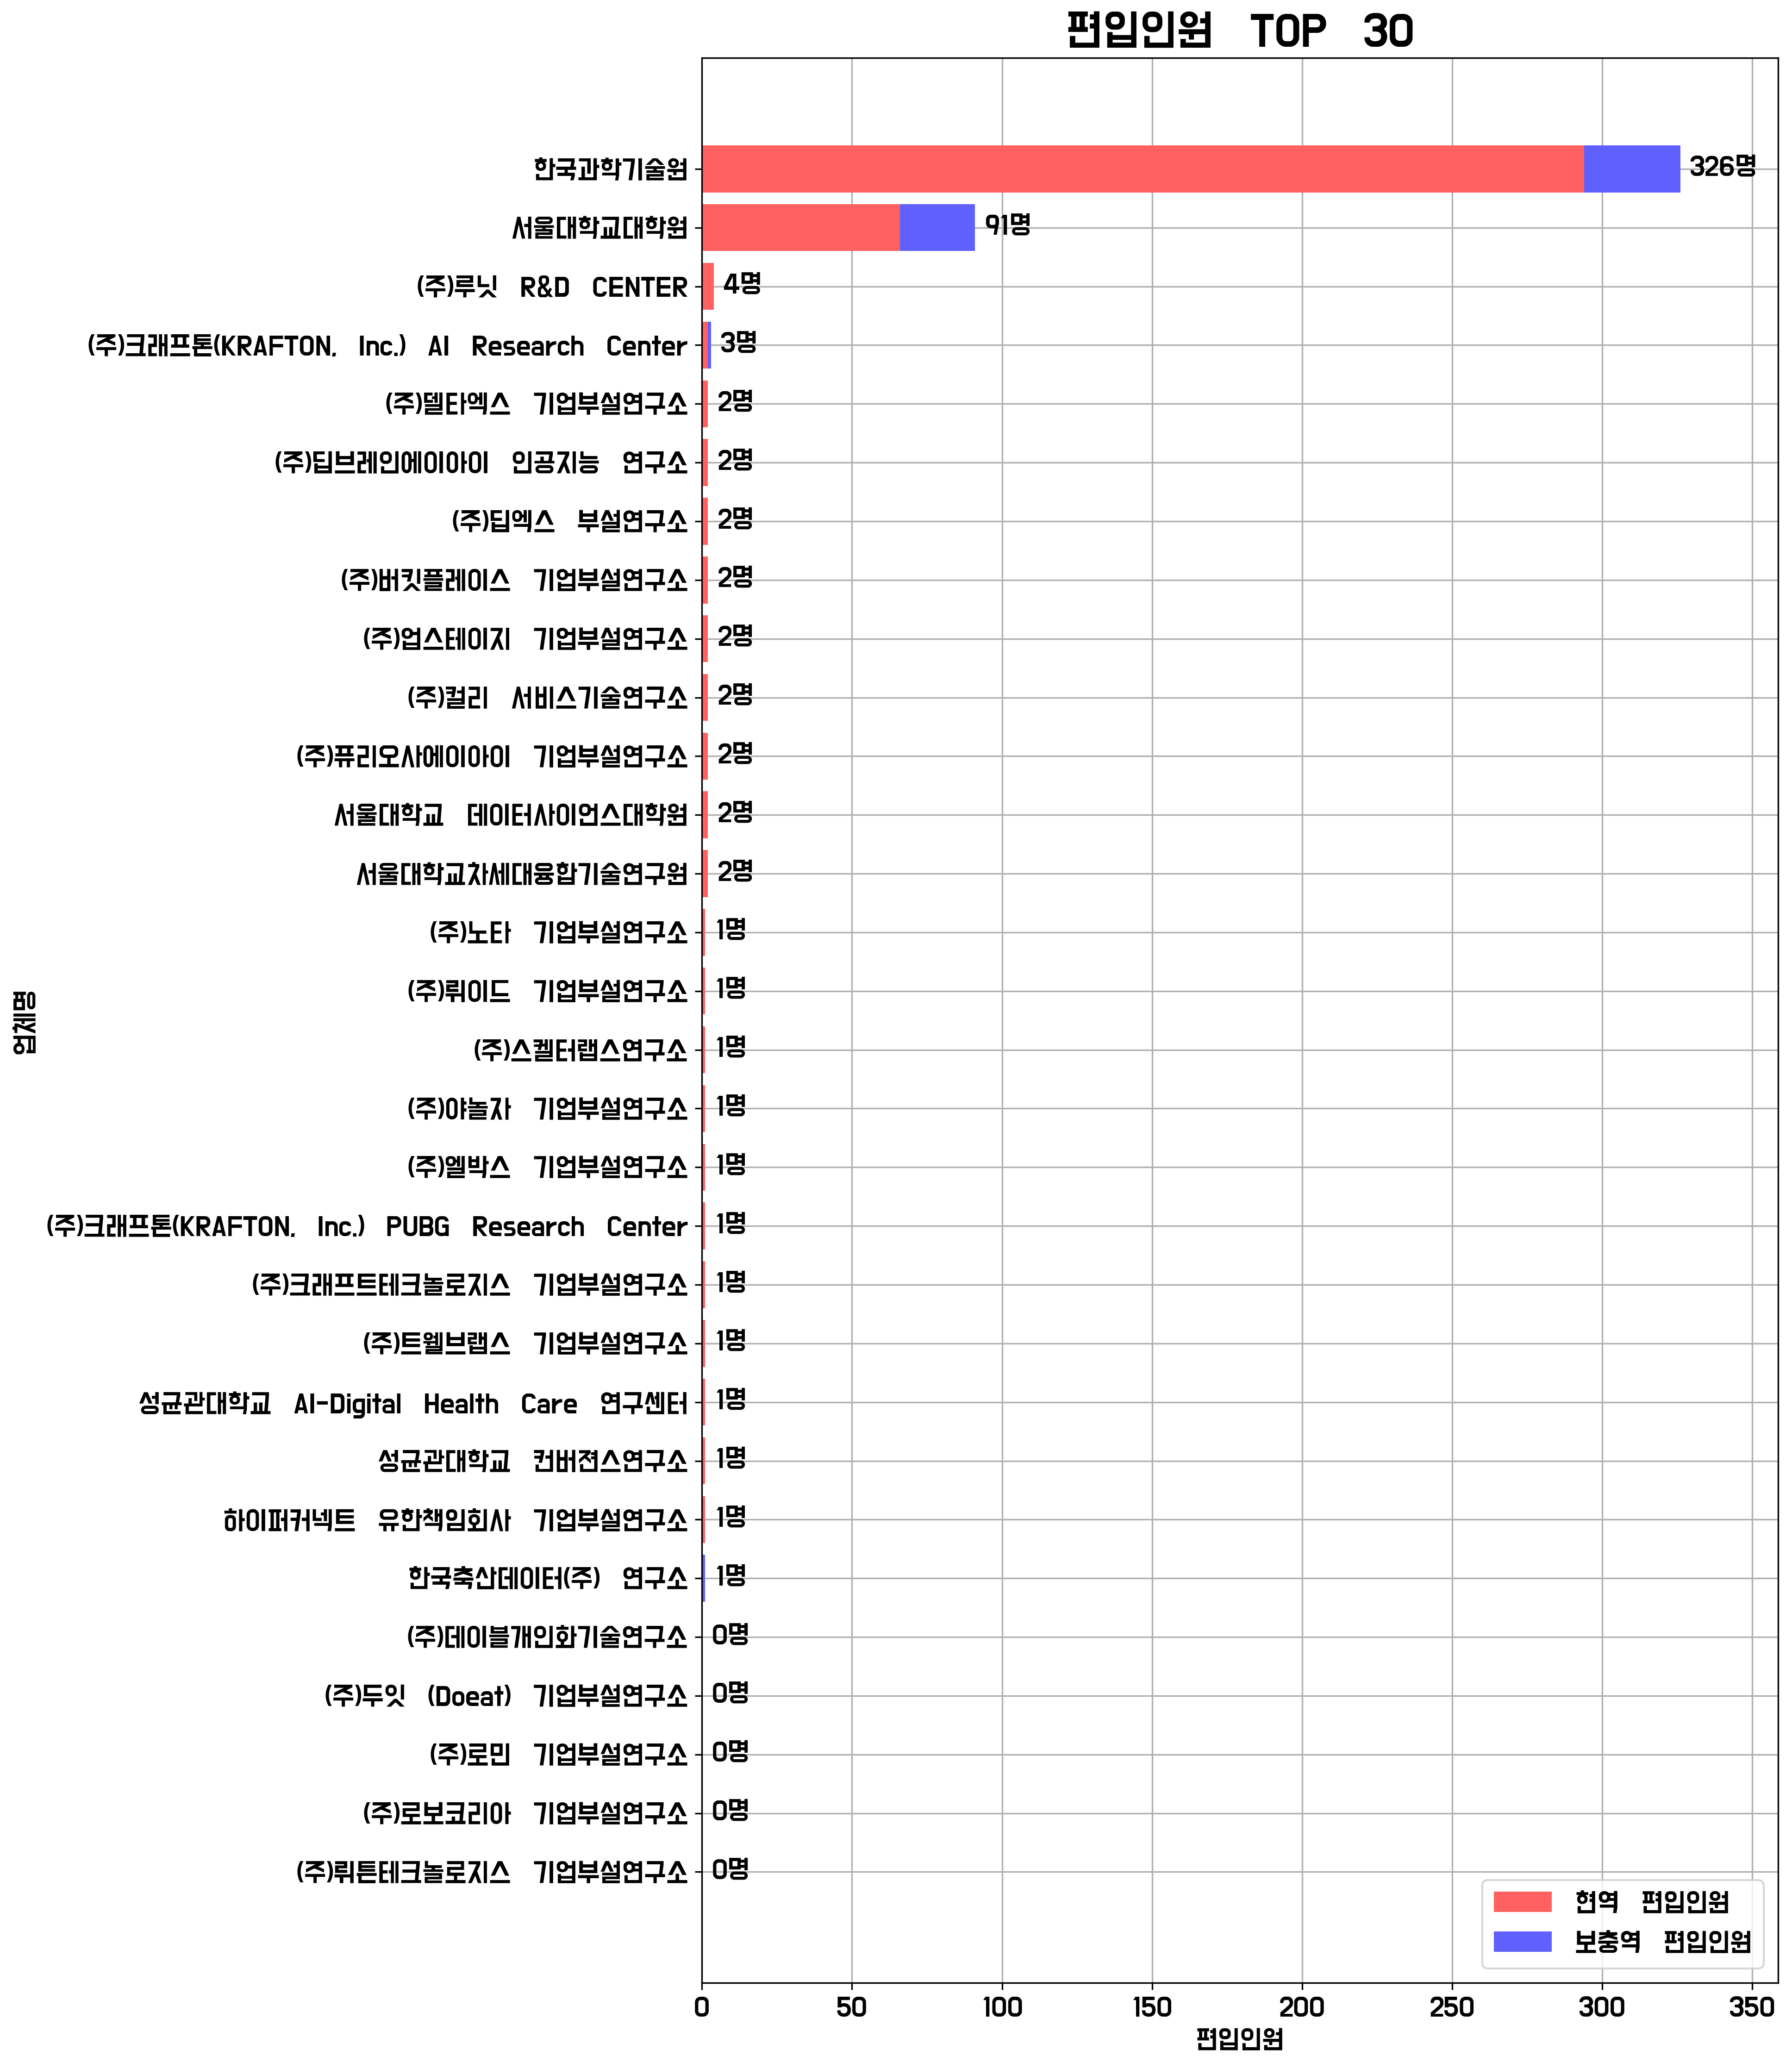 편입인원 TOP 30
한국과학기술원 326명
서울대학교대학원 91명
(주)루닛 R&D CENTER 4명
(주)크래프톤(KRAFTON, Inc.) AI Research Center 3명
(주)델타엑스 기업부설연구소 2명
(주)딥브레인에이아이 인공지능 연구소 2명
(주)딥엑스 부설연구소 2명
(주)버킷플레이스 기업부설연구소 2명
(주)업스테이지 기업부설연구소 2명
(주)컬리 서비스기술연구소 2명
(주)퓨리오사에이아이 기업부설연구소 2명
서울대학교 데이터사이언스대학원 2명
서울대학교차세대융합기술연구원 2명
(주)노타 기업부설연구소 1명
(주)뤼이드 기업부설연구소 1명
(주)스켈터랩스연구소 1명
(주)야놀자 기업부설연구소 1명
(주)엘박스 기업부설연구소 1명
(주)크래프톤(KRAFTON, Inc.) PUBG Research Center 1명
(주)크래프트테크놀로지스 기업부설연구소 1명
(주)트웰브랩스 기업부설연구소 1명
성균관대학교 AI-Digital Health Care 연구센터 1명
성균관대학교 컨버젼스연구소 1명
하이퍼커넥트 유한책임회사 기업부설연구소 1명
한국축산데이터(주) 연구소 1명
(주)데이블개인화기술연구소 0명
(주)두잇 (Doeat) 기업부설연구소 0명
(주)로민 기업부설연구소 0명
(주)로보코리아 기업부설연구소 0명
(주)뤼튼테크놀로지스 기업부설연구소 0명
업체명
현역 편입인원
보충역 편입인원
0 50 100 150 200 250 300 350
편입인원